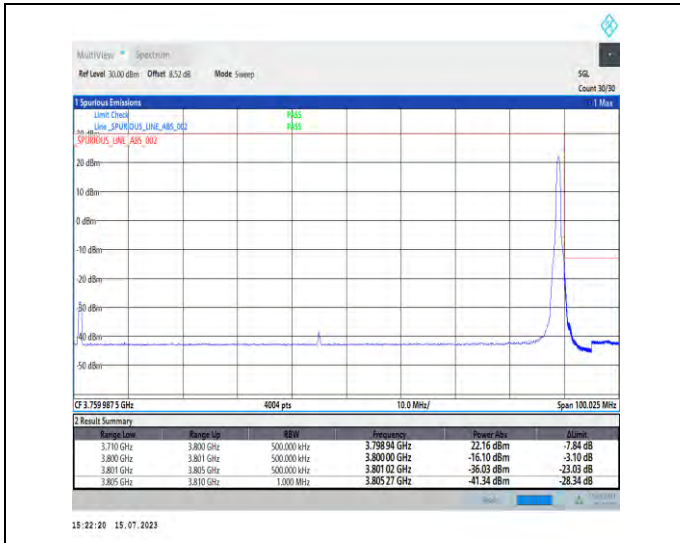 MultiView Spectrum
Ref Level 30.00 dBm Offset 8.52 dB Mode Sweep SGL
Count 30/30
1 Spurious Emissions 1 Max
Limit Check PASS
Line _SPURIOUS_LINE_ABS_002 PASS
_SPURIOUS_LINE_ABS_002
20 dBm
10 dBm
0 dBm
-10 dBm
-20 dBm
-30 dBm
-40 dBm
-50 dBm
CF 3.759 987 5 GHz 4004 pts 10.0 MHz/ Span 100.025 MHz
2 Result Summary
Range Low Range Up RBW Frequency Power Abs ΔLimit
3.710 GHz 3.800 GHz 500.000 kHz 3.798 94 GHz 22.16 dBm -7.84 dB
3.800 GHz 3.801 GHz 500.000 kHz 3.800 00 GHz -16.10 dBm -3.10 dB
3.801 GHz 3.805 GHz 500.000 kHz 3.801 02 GHz -36.03 dBm -23.03 dB
3.805 GHz 3.810 GHz 1.000 MHz 3.805 27 GHz -41.34 dBm -28.34 dB
15:22:20 15.07.2023